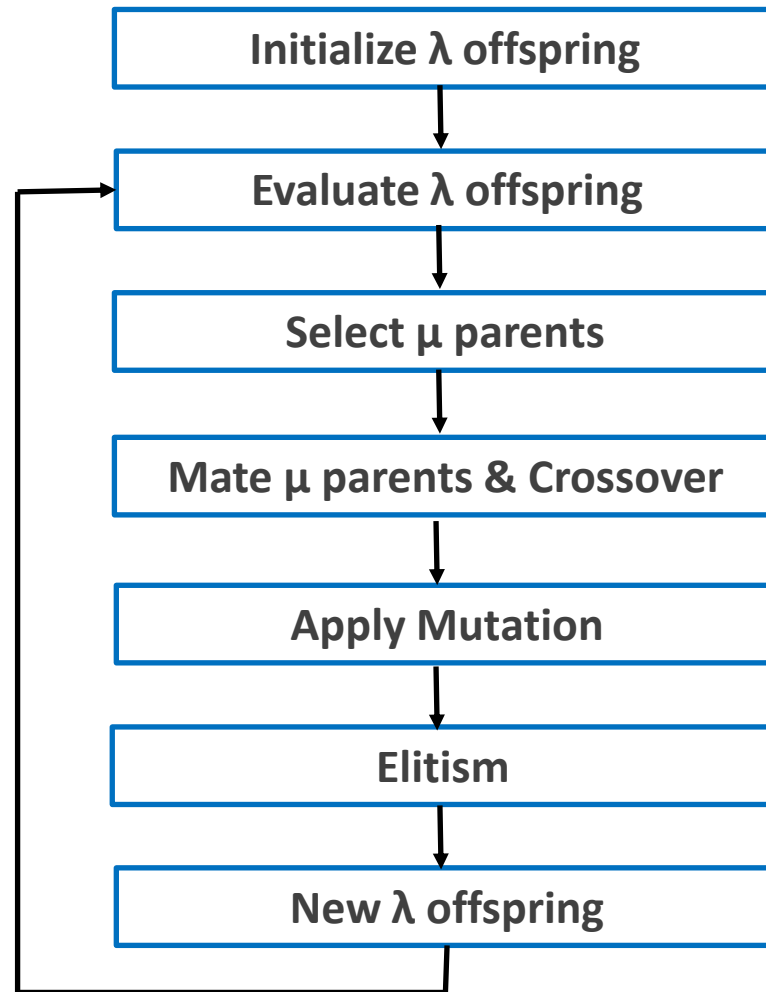 Initialize λ offspring
Evaluate λ offspring
Select μ parents
Mate μ parents & Crossover
Apply Mutation
Elitism
New λ offspring